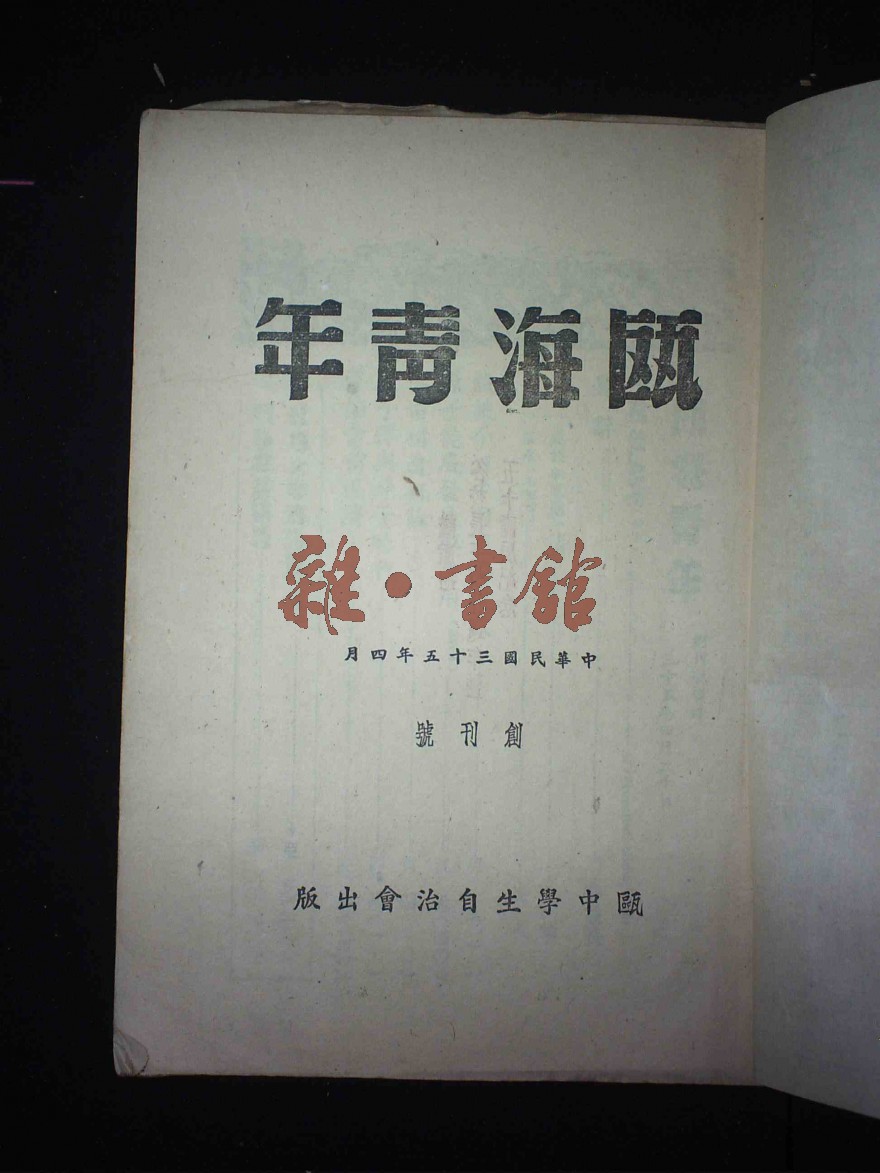 甌海青年
雜·書館
中華民國三十五年四月
創刊號
甌中學生自治會出版